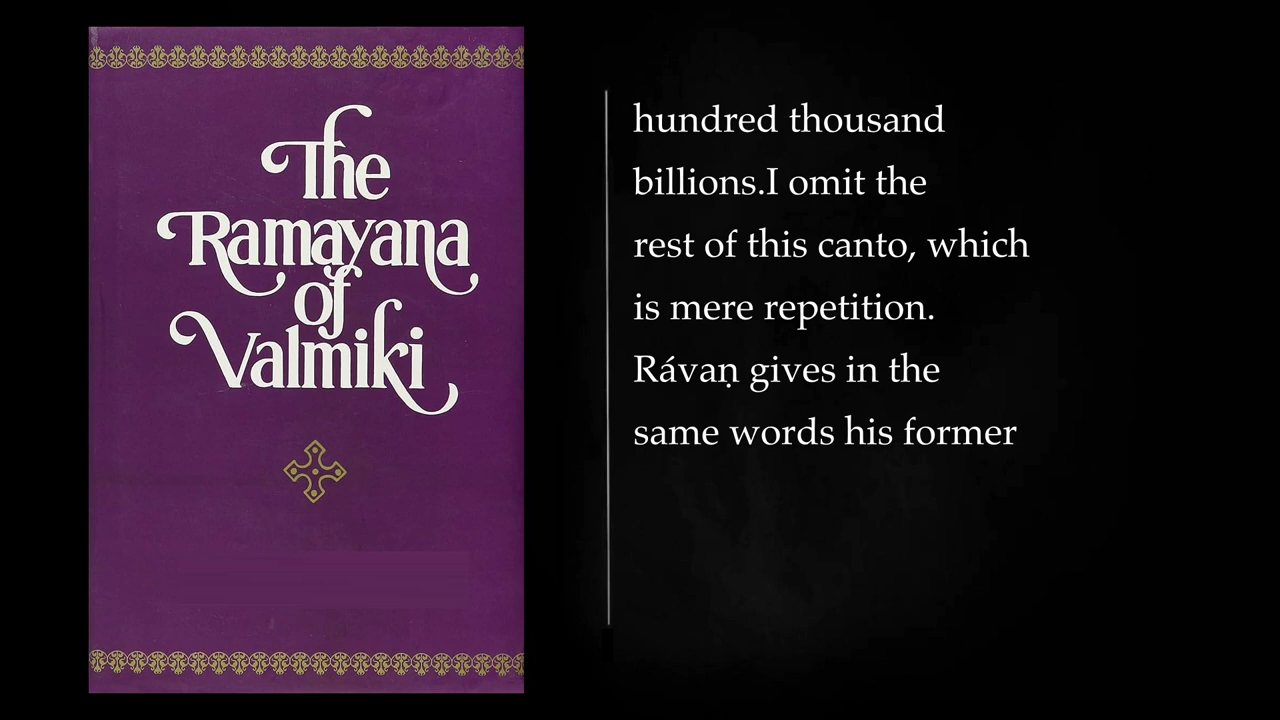 The
Ramayana
of
Valmiki
hundred thousand
billions.I omit the
rest of this canto, which
is mere repetition.
Rávaṇ gives in the
same words his former